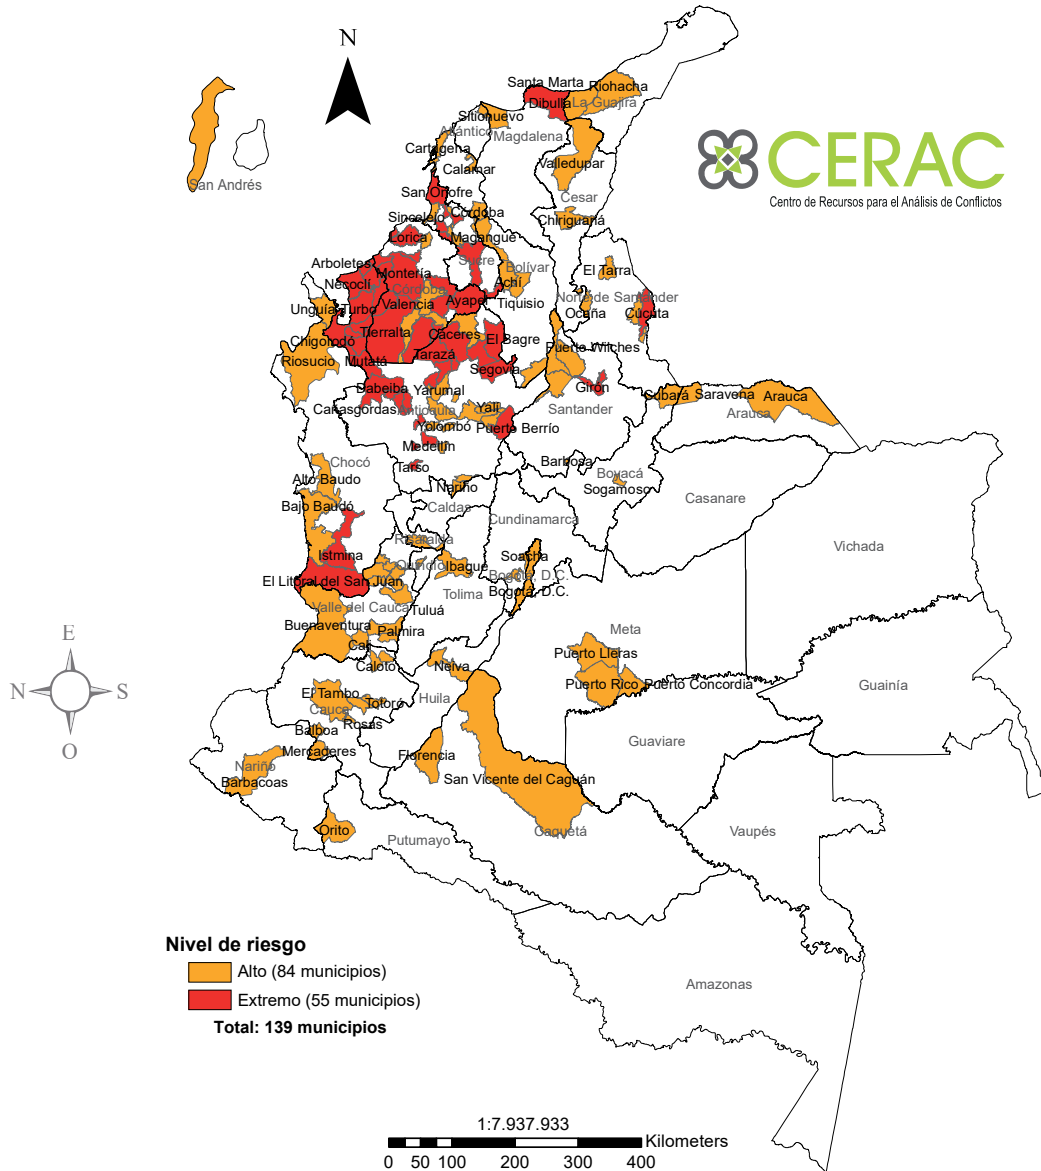 N
Santa Marta
Riohacha
Dibulla
La Guajira
Sitionuevo
Atlántico
Magdalena
Cartagena
Calamar
Valledupar
San Andrés
San Onofre
Cesar
CERAC
Centro de Recursos para el Análisis de Conflictos
Sincelejo
Córdoba
Chiriguaná
Lorica
Magangué
Sucre
Arboletes
Montería
Bolívar
El Tarra
Necoclí
Achí
Córdoba
Valencia
Ayapel
Tiquisio
Norte de Santander
Unguía
Turbo
Ocuña
Cúcuta
Tierralta
Cáceres
El Bagre
Chigorodó
Puerto Wilches
Riosucio
Mutatá
Tarazá
Segovia
Dabeiba
Yarumal
Girón
Cubará
Saravena
Arauca
Cañasgordas
Antioquia
Yalí
Santander
Arauca
Yolombó
Puerto Berrío
Medellín
Chocó
Tarso
Barbosa
Boyacá
Alto Baudo
Nariño
Sogamoso
Casanare
Bajo Baudó
Caldas
Cundinamarca
Risaralda
Vichada
Istmina
Soacha
Quindío
Ibagué
Bogotá, D.C.
El Litoral del San Juan
Bogotá, D.C.
Tolima
Valle del Cauca
Tuluá
Buenaventura
Palmira
Meta
Cali
Puerto Lleras
Caloto
Neiva
Puerto Rico
Puerto Concordia
Guainía
El Tambo
Totoró
Huila
Cauca
Rosas
Balboa
Guaviare
Mercaderes
Florencia
Nariño
San Vicente del Caguán
Barbacoas
Orito
Putumayo
Caquetá
Vaupés
Amazonas
E
N
S
O
Nivel de riesgo
Alto (84 municipios)
Extremo (55 municipios)
Total: 139 municipios
1:7.937.933
Kilometers
0 50 100 200 300 400